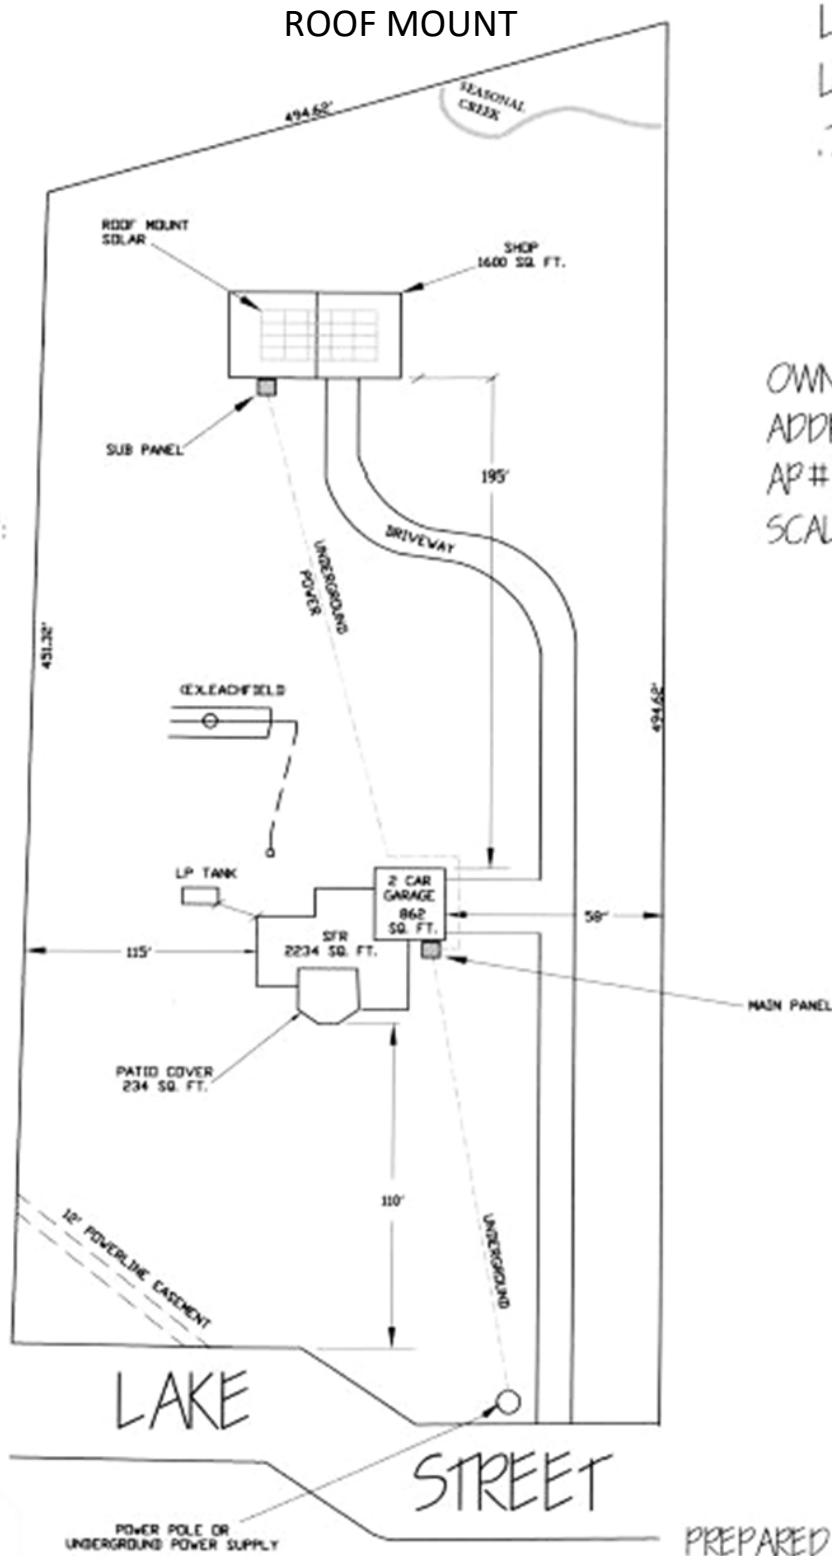 ROOF MOUNT
SEASONAL
CREEK
494.62'
ROOF MOUNT
SOLAR
SHOP
1600 SQ. FT.
OWN
ADD
AP#
SCAL
SUB PANEL
195'
DRIVEWAY
UNDERGROUND
POWER
451.32'
(EX.LEACHFIELD
494.62'
LP TANK
2 CAR
GARAGE
862
SQ. FT.
58'
SFR
2234 SQ. FT.
115'
MAIN PANEL
PATIO COVER
234 SQ. FT.
110'
12' POWERLINE EASEMENT
UNDERGROUND
LAKE
STREET
POWER POLE OR
UNDERGROUND POWER SUPPLY
PREPARED